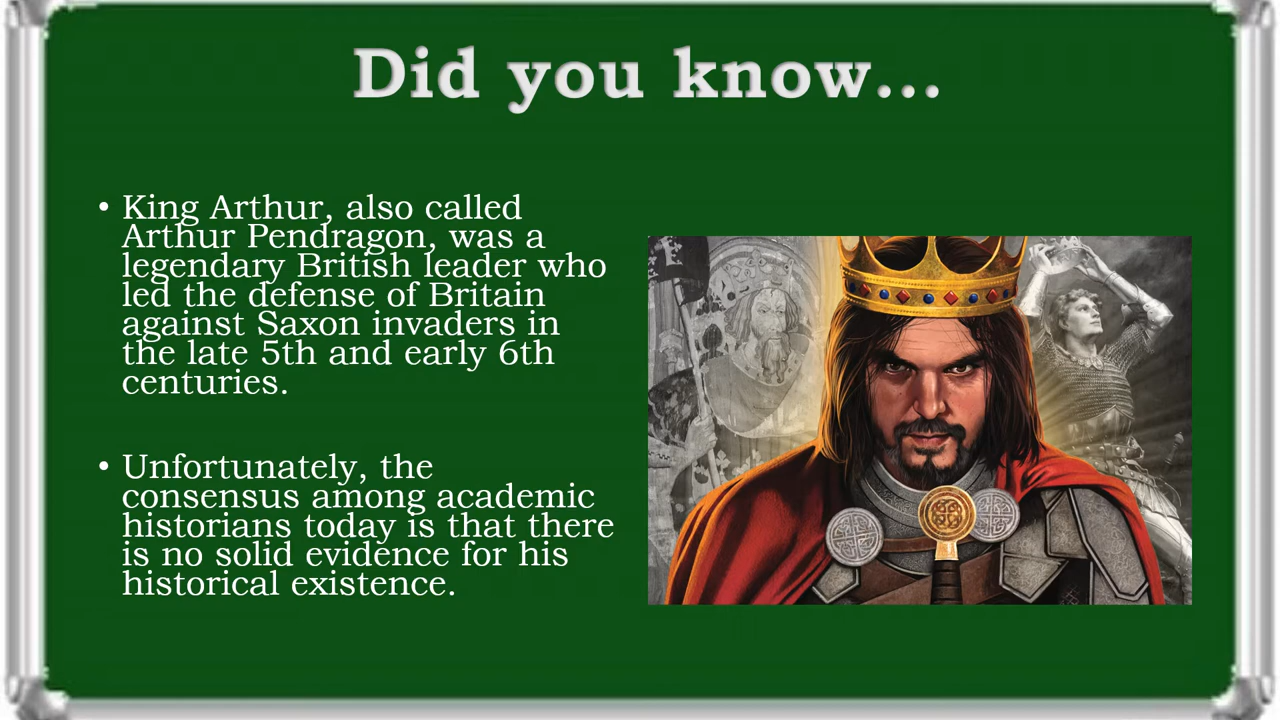 Did you know...
• King Arthur, also called
Arthur Pendragon, was a
legendary British leader who
led the defense of Britain
against Saxon invaders in
the late 5th and early 6th
centuries.
• Unfortunately, the
consensus among academic
historians today is that there
is no solid evidence for his
historical existence.